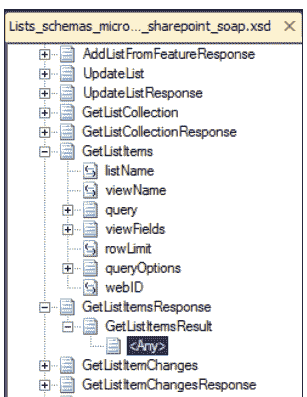 Lists_schemas_micro..._sharepoint_soap.xsd
AddListFromFeatureResponse
UpdateList
UpdateListResponse
GetListCollection
GetListCollectionResponse
GetListItems
listName
viewName
query
viewFields
rowLimit
queryOptions
webID
GetListItemsResponse
GetListItemsResult
<Any>
GetListItemChanges
GetListItemChangesResponse